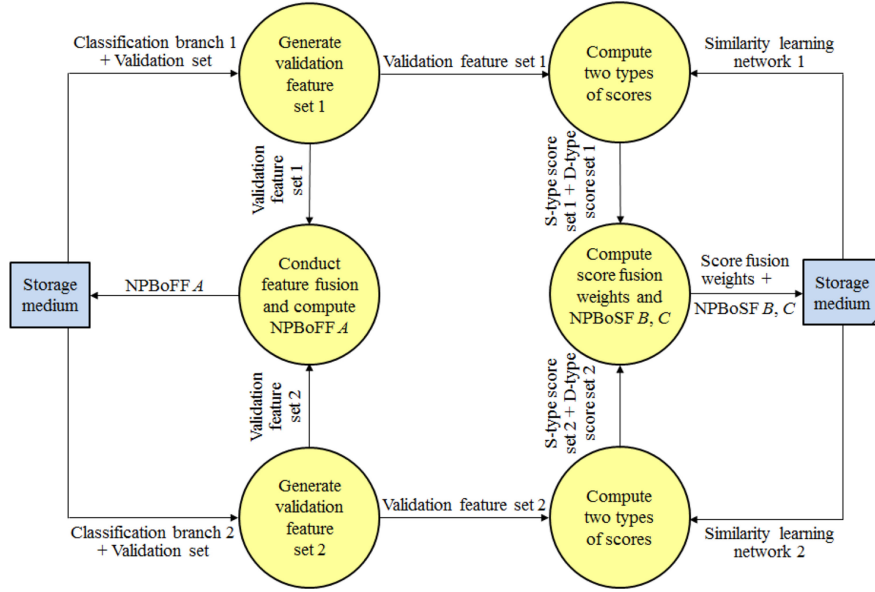 Classification branch 1
+ Validation set
Generate
validation
feature
set 1
Validation feature set 1
Compute
two types
of scores
Similarity learning
network 1
Validation
feature
set 1
S-type score
set 1 + D-type
score set 1
Storage
medium
NPBoFF A
Conduct
feature fusion
and compute
NPBoFF A
Compute
score fusion
weights and
NPBoSF B, C
Score fusion
weights +
NPBoSF B, C
Storage
medium
Validation
feature
set 2
S-type score
set 2 + D-type
score set 2
Classification branch 2
+ Validation set
Generate
validation
feature
set 2
Validation feature set 2
Compute
two types
of scores
Similarity learning
network 2